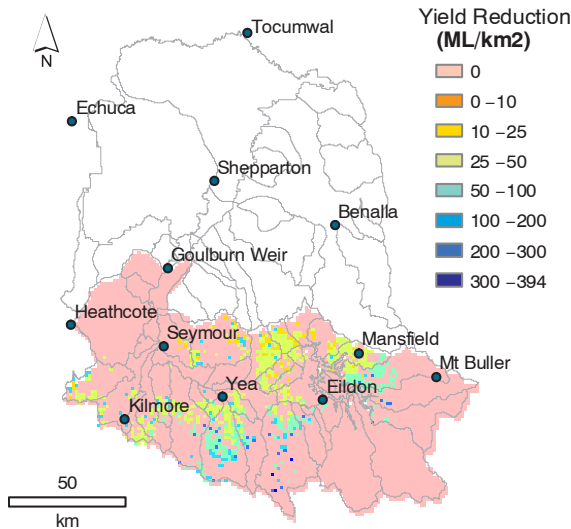 Yield Reduction
(ML/km2)
0
0 –10
10 –25
25 –50
50 –100
100 –200
200 –300
300 –394
N
Tocumwal
Echuca
Shepparton
Benalla
Goulburn Weir
Heathcote
Seymour
Mansfield
Mt Buller
Yea
Eildon
Kilmore
50
km